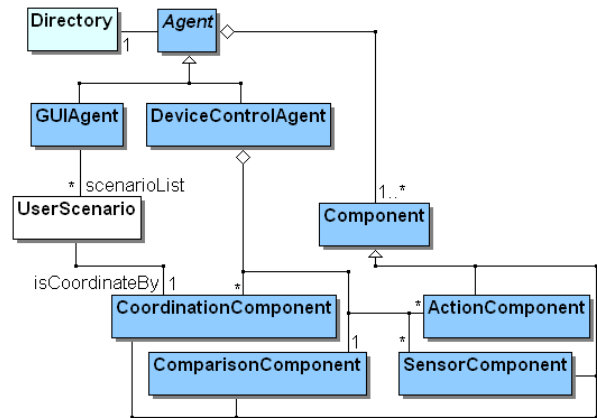 Directory
Agent
1
GUIAgent
DeviceControlAgent
* scenarioList
1..*
UserScenario
Component
isCoordinateBy 1
*
CoordinationComponent
*
ActionComponent
1
*
ComparisonComponent
SensorComponent